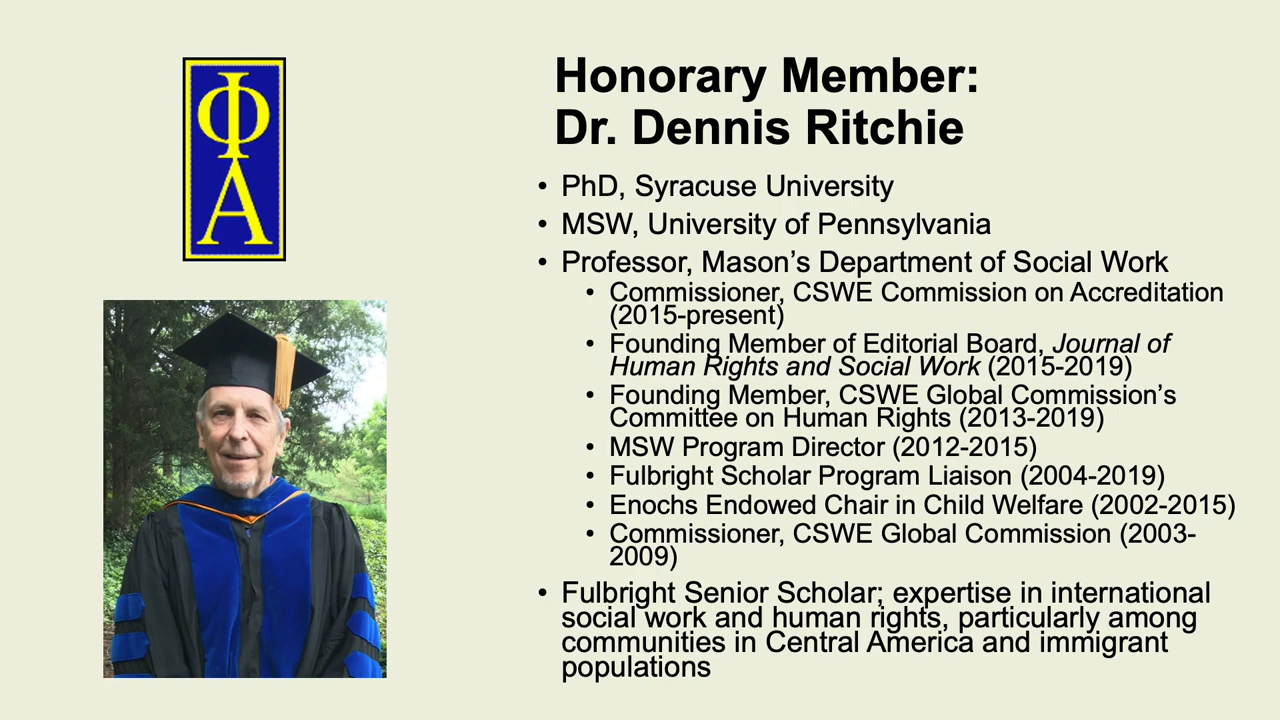 ΦΑ
Honorary Member:
Dr. Dennis Ritchie
• PhD, Syracuse University
• MSW, University of Pennsylvania
• Professor, Mason’s Department of Social Work
• Commissioner, CSWE Commission on Accreditation
(2015-present)
• Founding Member of Editorial Board, Journal of
Human Rights and Social Work (2015-2019)
• Founding Member, CSWE Global Commission’s
Committee on Human Rights (2013-2019)
• MSW Program Director (2012-2015)
• Fulbright Scholar Program Liaison (2004-2019)
• Enochs Endowed Chair in Child Welfare (2002-2015)
• Commissioner, CSWE Global Commission (2003-
2009)
• Fulbright Senior Scholar; expertise in international
social work and human rights, particularly among
communities in Central America and immigrant
populations